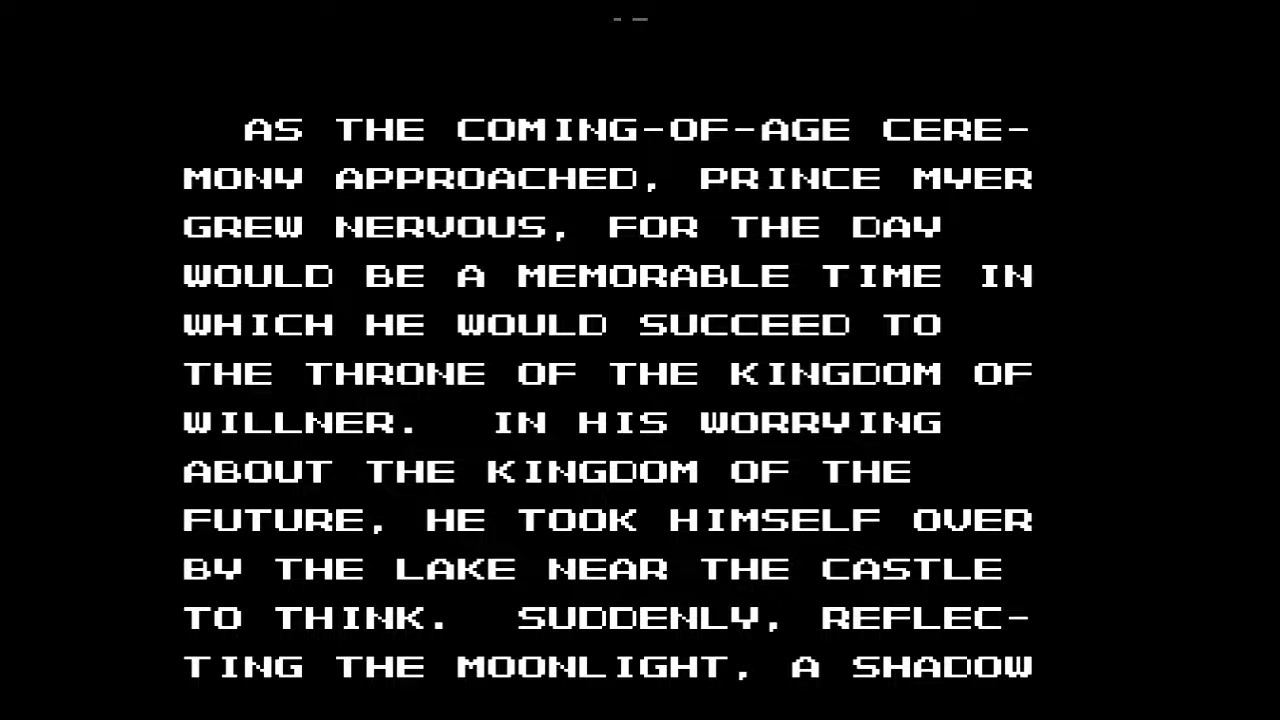 AS THE COMING-OF-AGE CERE-
MONY APPROACHED, PRINCE MYER
GREW NERVOUS, FOR THE DAY
WOULD BE A MEMORABLE TIME IN
WHICH HE WOULD SUCCEED TO
THE THRONE OF THE KINGDOM OF
WILLNER.  IN HIS WORRYING
ABOUT THE KINGDOM OF THE
FUTURE, HE TOOK HIMSELF OVER
BY THE LAKE NEAR THE CASTLE
TO THINK.  SUDDENLY, REFLEC-
TING THE MOONLIGHT, A SHADOW